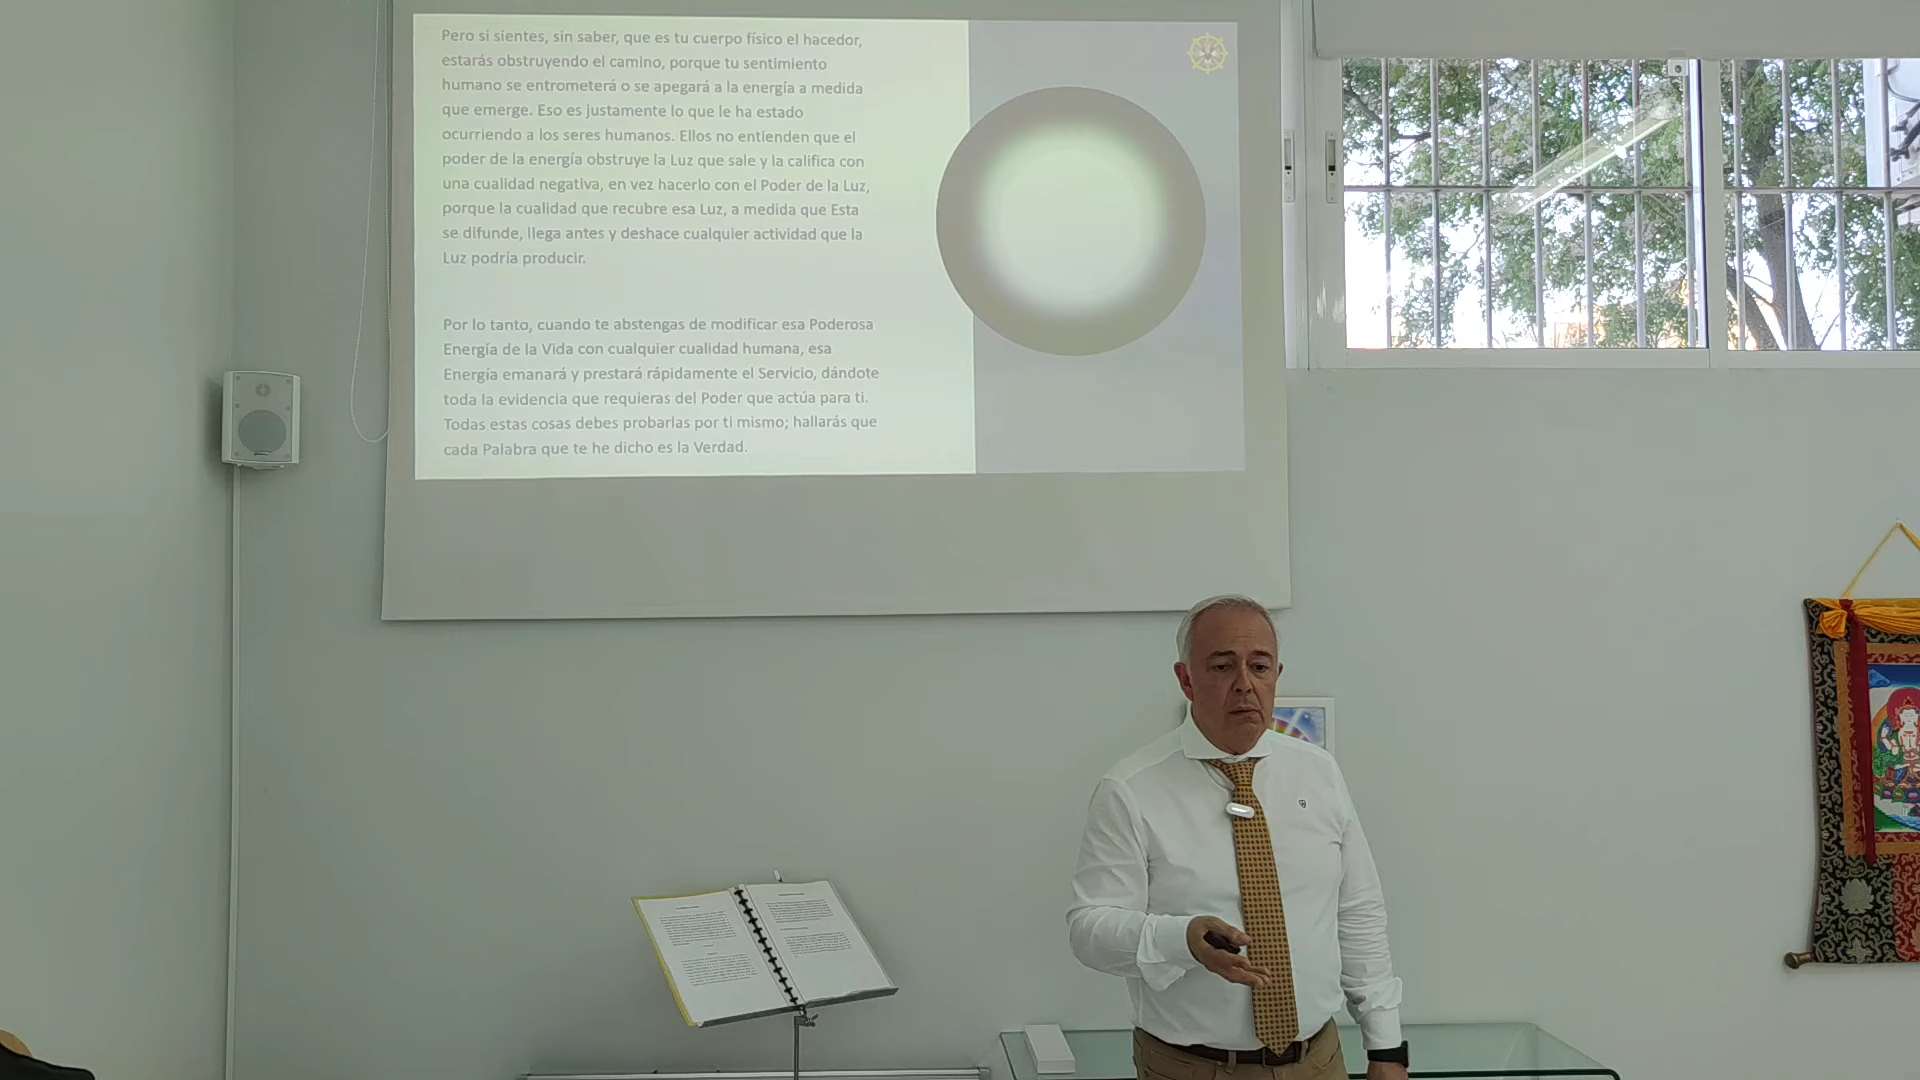 Pero si sientes, sin saber, que es tu cuerpo físico el hacedor,
estarás obstruyendo el camino, porque tu sentimiento
humano se entrometerá o se apegará a la energía a medida
que emerge. Eso es justamente lo que le ha estado
ocurriendo a los seres humanos. Ellos no entienden que el
poder de la energía obstruye la Luz que sale y la califica con
una cualidad negativa, en vez hacerlo con el Poder de la Luz,
porque la cualidad que recubre esa Luz, a medida que Esta
se difunde, llega antes y deshace cualquier actividad que la
Luz podría producir.
Por lo tanto, cuando te abstengas de modificar esa Poderosa
Energía de la Vida con cualquier cualidad humana, esa
Energía emanará y prestará rápidamente el Servicio, dándote
toda la evidencia que requieras del Poder que actúa para ti.
Todas estas cosas debes probarlas por ti mismo; hallarás que
cada Palabra que te he dicho es la Verdad.